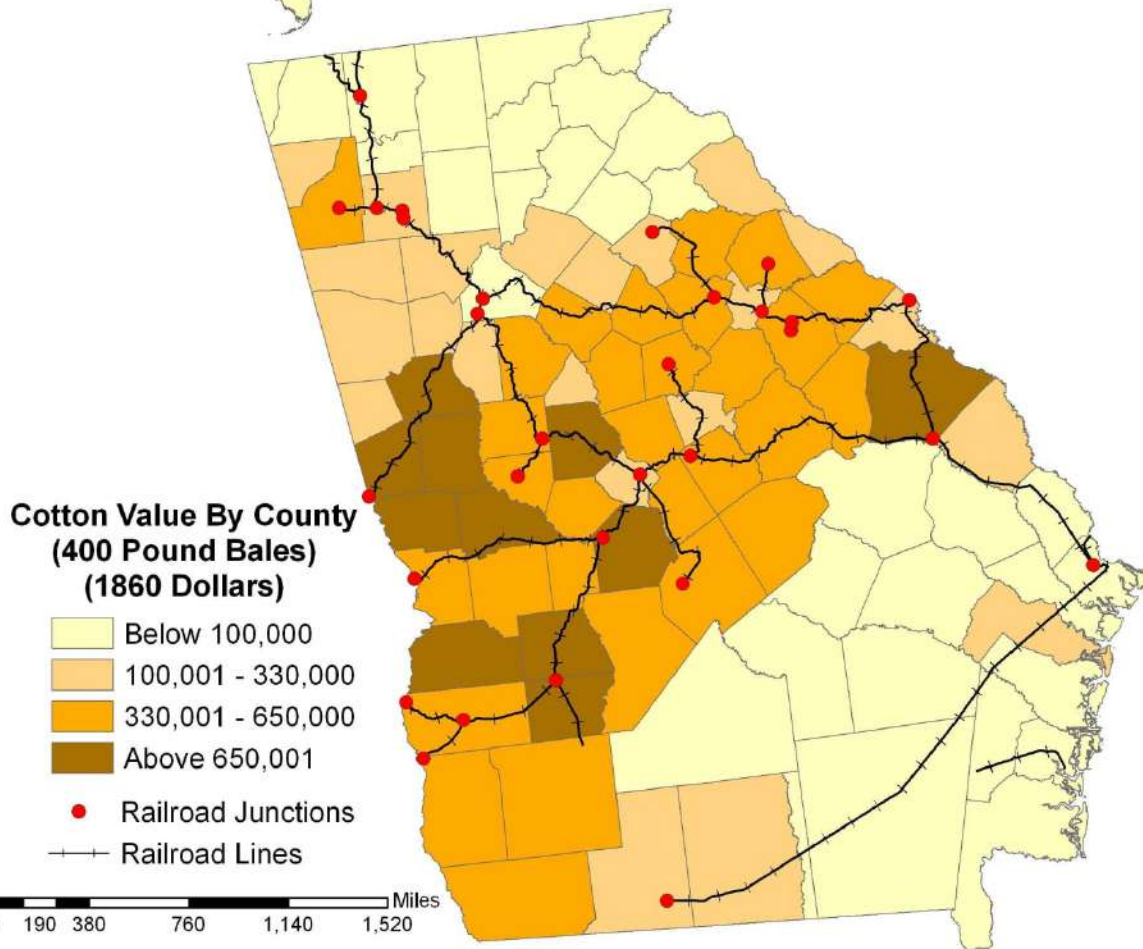 Cotton Value By County
(400 Pound Bales)
(1860 Dollars)
Below 100,000
100,001 - 330,000
330,001 - 650,000
Above 650,001
Railroad Junctions
Railroad Lines
Miles
190 380 760 1,140 1,520